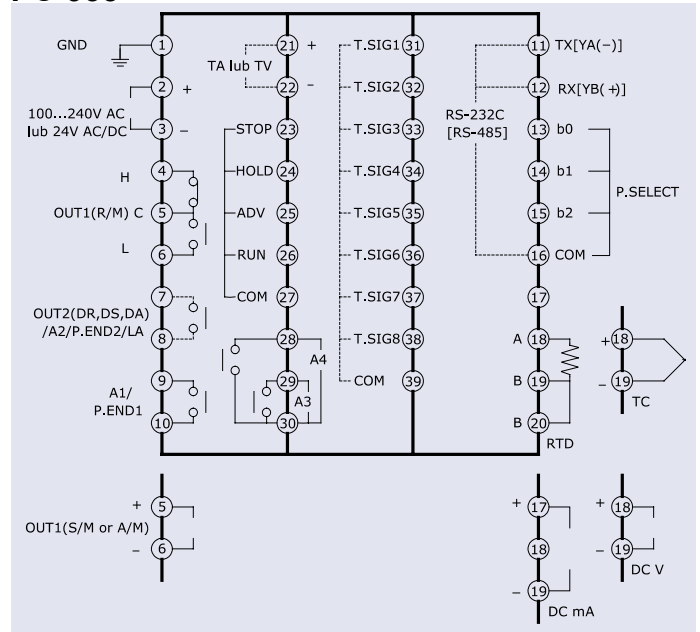 GND
1
2
+
100...240V AC
lub 24V AC/DC
3
−
H
4
OUT1(R/M) C
5
L
6
7
OUT2(DR,DS,DA)
/A2/P.END2/LA
8
A1/
P.END1
9
10
21
+
TA lub TV
22
−
STOP
23
HOLD
24
ADV
25
RUN
26
COM
27
28
A4
29
A3
30
T.SIG1
31
T.SIG2
32
T.SIG3
33
T.SIG4
34
T.SIG5
35
T.SIG6
36
T.SIG7
37
T.SIG8
38
COM
39
11
TX[YA(−)]
12
RX[YB(+)]
RS-232C
[RS-485]
13
b0
14
b1
P.SELECT
15
b2
16
COM
17
A
18
B
19
B
20
RTD
+
18
−
19
TC
+
5
OUT1(S/M or A/M)
−
6
+
17
18
−
19
DC mA
+
18
−
19
DC V